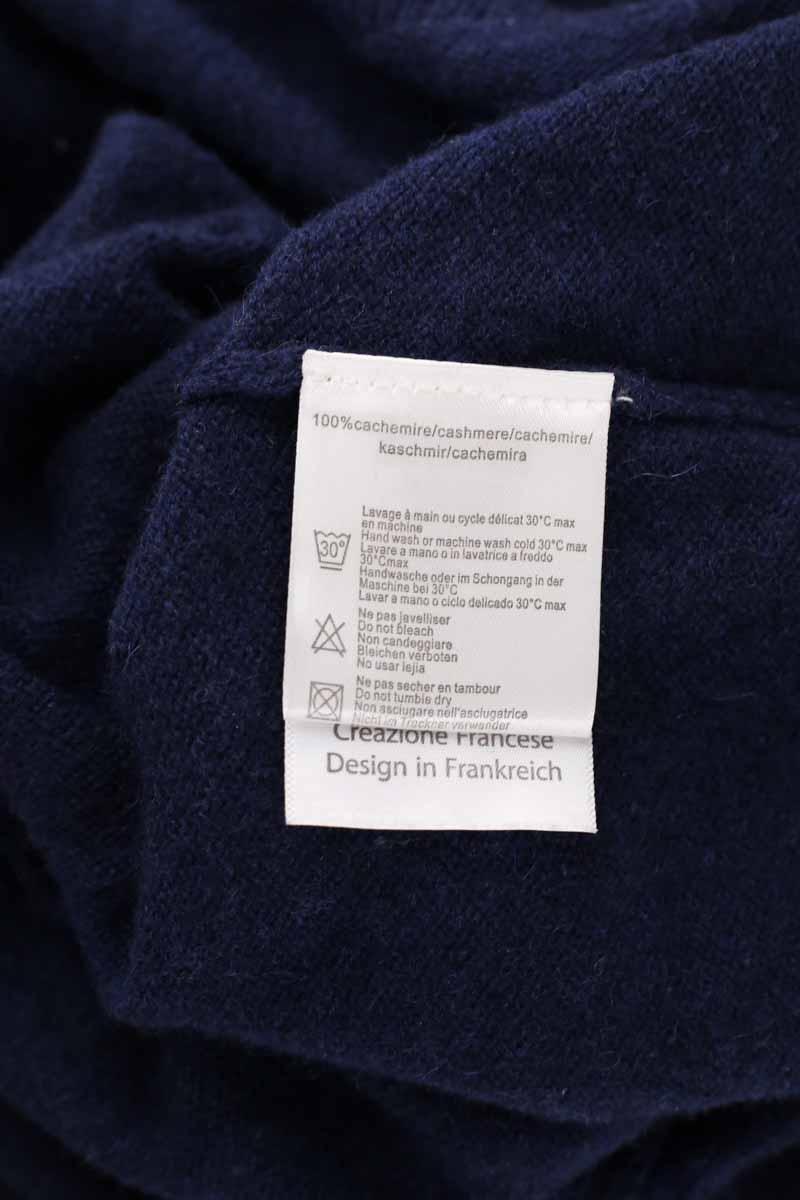 100%cachemire/cashmere/cachemire/
kaschmir/cachemira
Lavage à main ou cycle délicat 30°C max
en machine
Hand wash or machine wash cold 30°C max
Lavare a mano o in lavatrice a freddo
30°Cmax
Handwasche oder im Schongang in der
Maschine bei 30°C
Lavar a mano o ciclo delicado 30°C max
30°
Ne pas javelliser
Do not bleach
Non candeggiare
Bleichen verboten
No usar lejia
Ne pas secher en tambour
Do not tumble dry
Non asciugare nell'asciugatrice
Nicht im Trockner verwander
Creazione Francese
Design in Frankreich